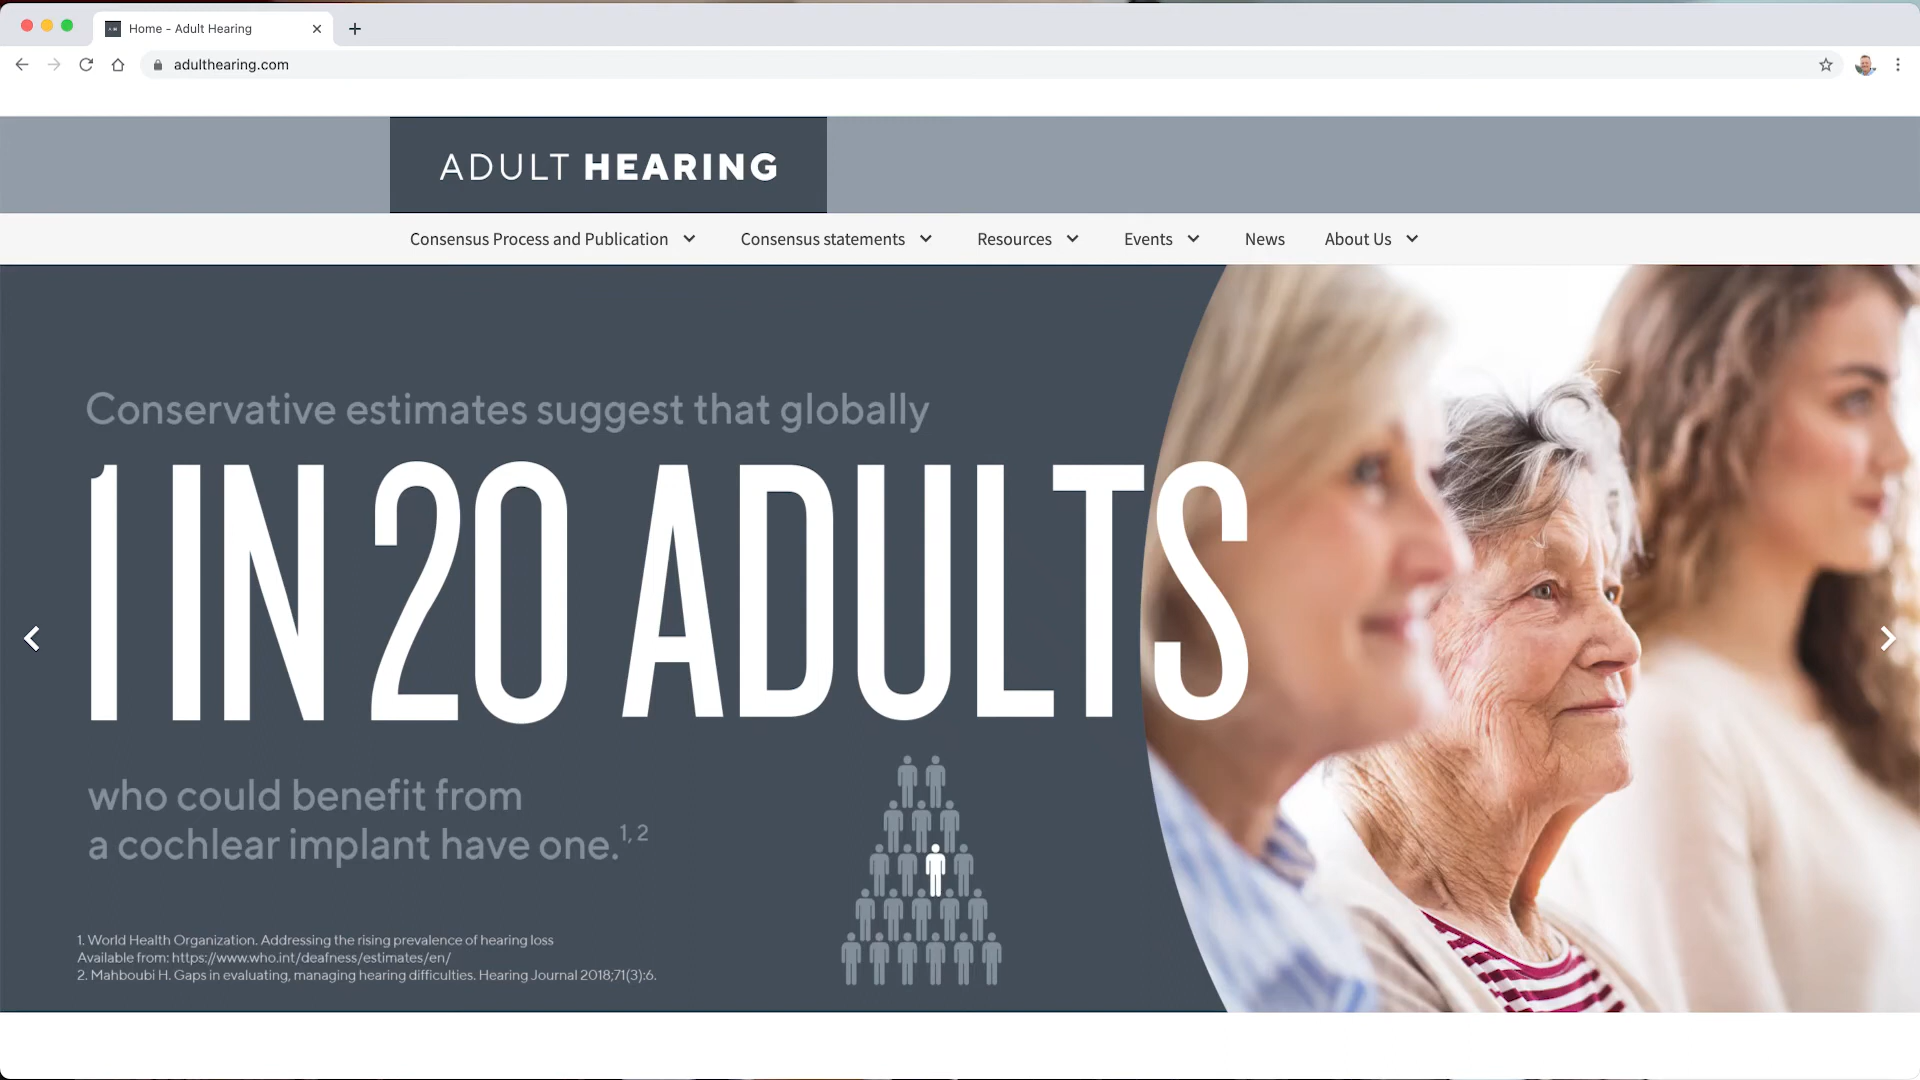 Home - Adult Hearing
adulthearing.com
ADULT HEARING
Consensus Process and Publication Consensus statements Resources Events News About Us
Conservative estimates suggest that globally
1 IN 20 ADULTS
who could benefit from
a cochlear implant have one.1, 2
1. World Health Organization. Addressing the rising prevalence of hearing loss
Available from: https://www.who.int/deafness/estimates/en/
2. Mahboubi H. Gaps in evaluating, managing hearing difficulties. Hearing Journal 2018;71(3):6.